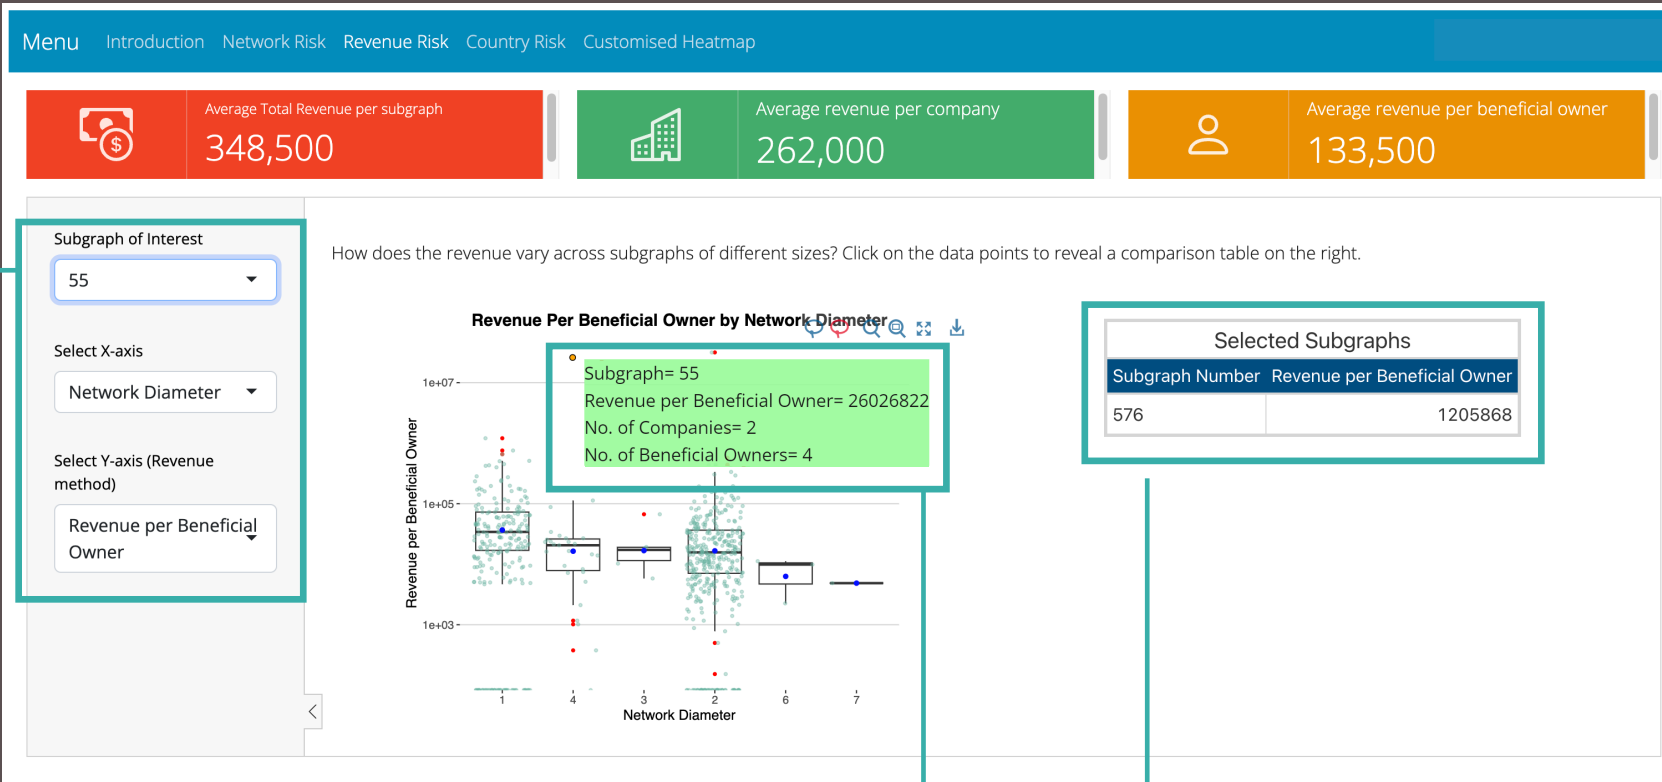 Menu Introduction Network Risk Revenue Risk Country Risk Customised Heatmap
Average Total Revenue per subgraph
348,500
Average revenue per company
262,000
Average revenue per beneficial owner
133,500
Subgraph of Interest
55
Select X-axis
Network Diameter
Select Y-axis (Revenue
method)
Revenue per Beneficial
Owner
How does the revenue vary across subgraphs of different sizes? Click on the data points to reveal a comparison table on the right.
Revenue Per Beneficial Owner by Network Diameter
Subgraph= 55
Revenue per Beneficial Owner= 26026822
No. of Companies= 2
No. of Beneficial Owners= 4
Revenue per Beneficial Owner
1e+07
1e+05
1e+03
1 4 3 2 6 7
Network Diameter
Selected Subgraphs
Subgraph Number Revenue per Beneficial Owner
576 1205868